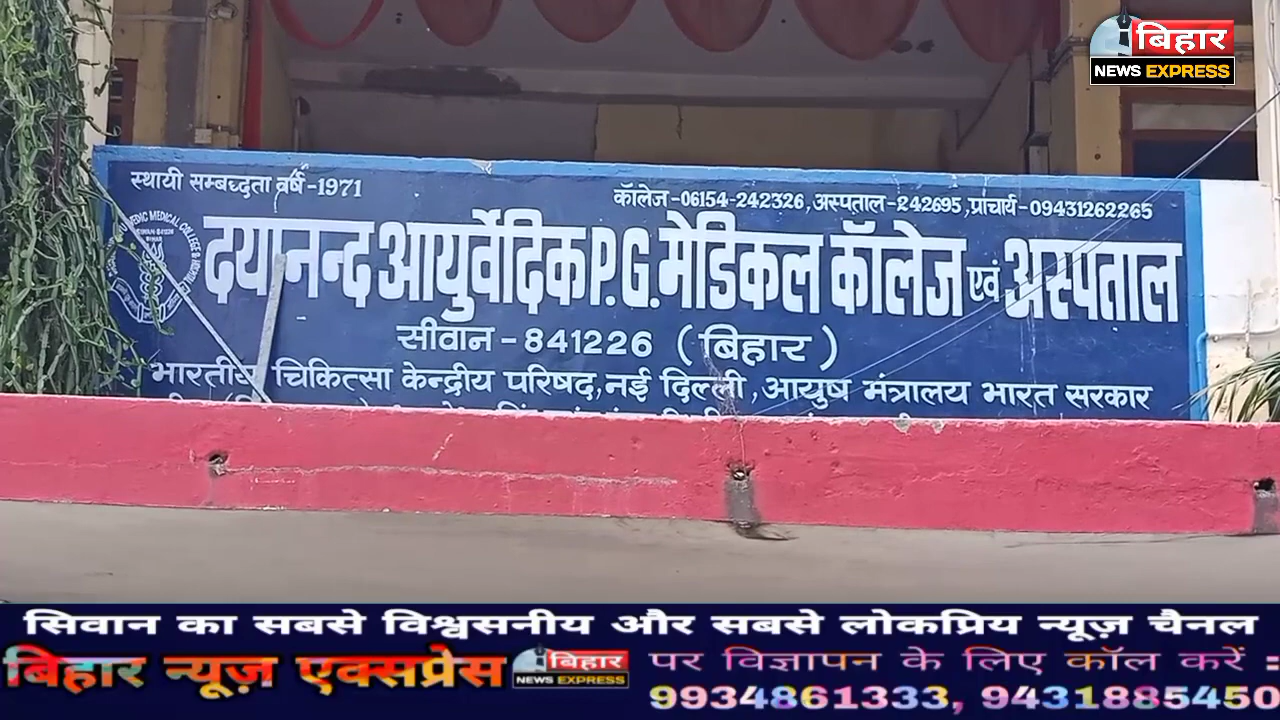 बिहार
NEWS EXPRESS
स्थायी सम्बद्धता वर्ष-1971
कॉलेज-06154-242326,अस्पताल-242695,प्राचार्य-09431262265
दयानन्द आयुर्वेदिक P.G. मेडिकल कॉलेज एवं अस्पताल
सीवान-841226 (बिहार)
भारतीय चिकित्सा केन्द्रीय परिषद,नई दिल्ली,आयुष मंत्रालय भारत सरकार
सिवान का सबसे विश्वसनीय और सबसे लोकप्रिय न्यूज़ चैनल
बिहार न्यूज़ एक्सप्रेस बिहार NEWS EXPRESS पर विज्ञापन के लिए कॉल करें :
9934861333, 9431885450